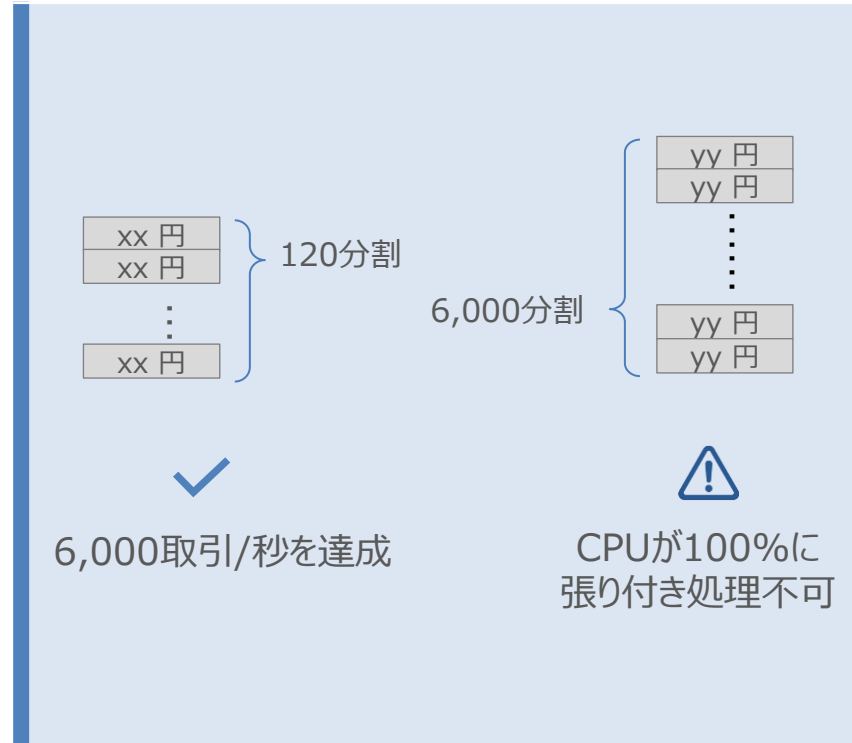 xx 円
xx 円
xx 円
120分割
6,000取引/秒を達成
yy 円
yy 円
yy 円
yy 円
6,000分割
CPUが100%に
張り付き処理不可